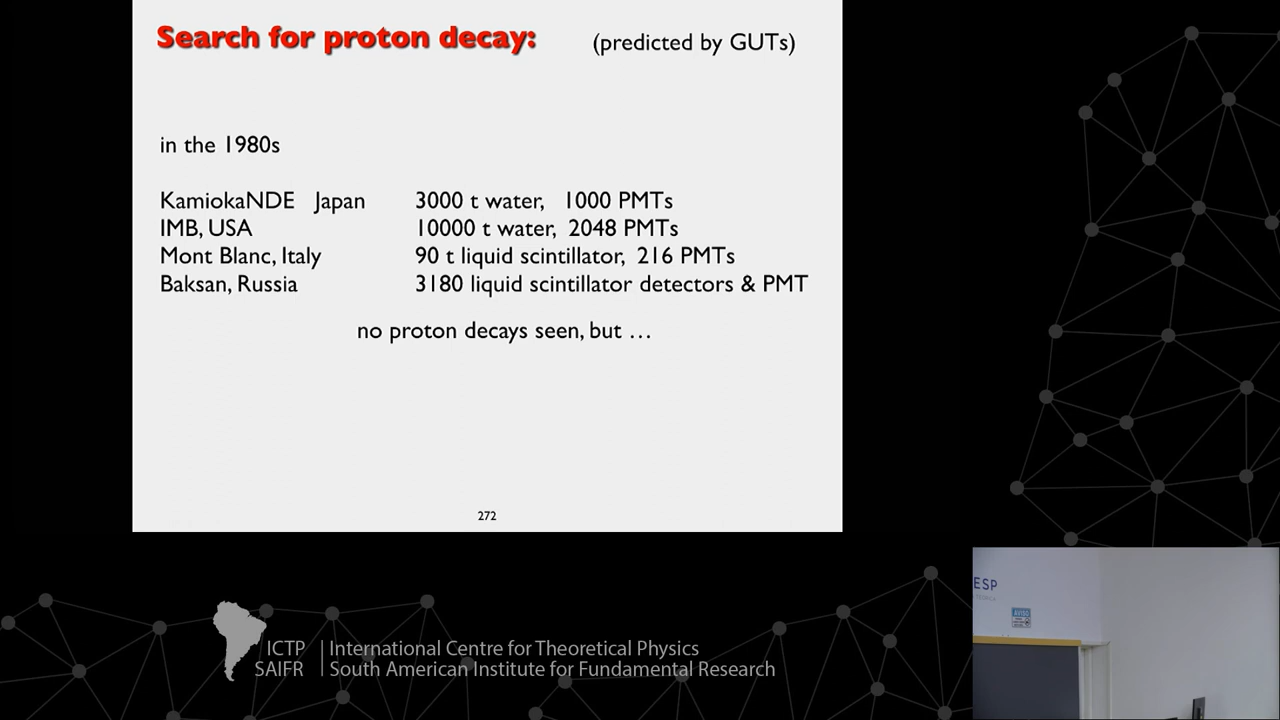 Search for proton decay: (predicted by GUTs)
in the 1980s
KamiokaNDE Japan 3000 t water, 1000 PMTs
IMB, USA 10000 t water, 2048 PMTs
Mont Blanc, Italy 90 t liquid scintillator, 216 PMTs
Baksan, Russia 3180 liquid scintillator detectors & PMT
no proton decays seen, but …
272
ESP
AVISO
ICTP International Centre for Theoretical Physics
SAIFR South American Institute for Fundamental Research